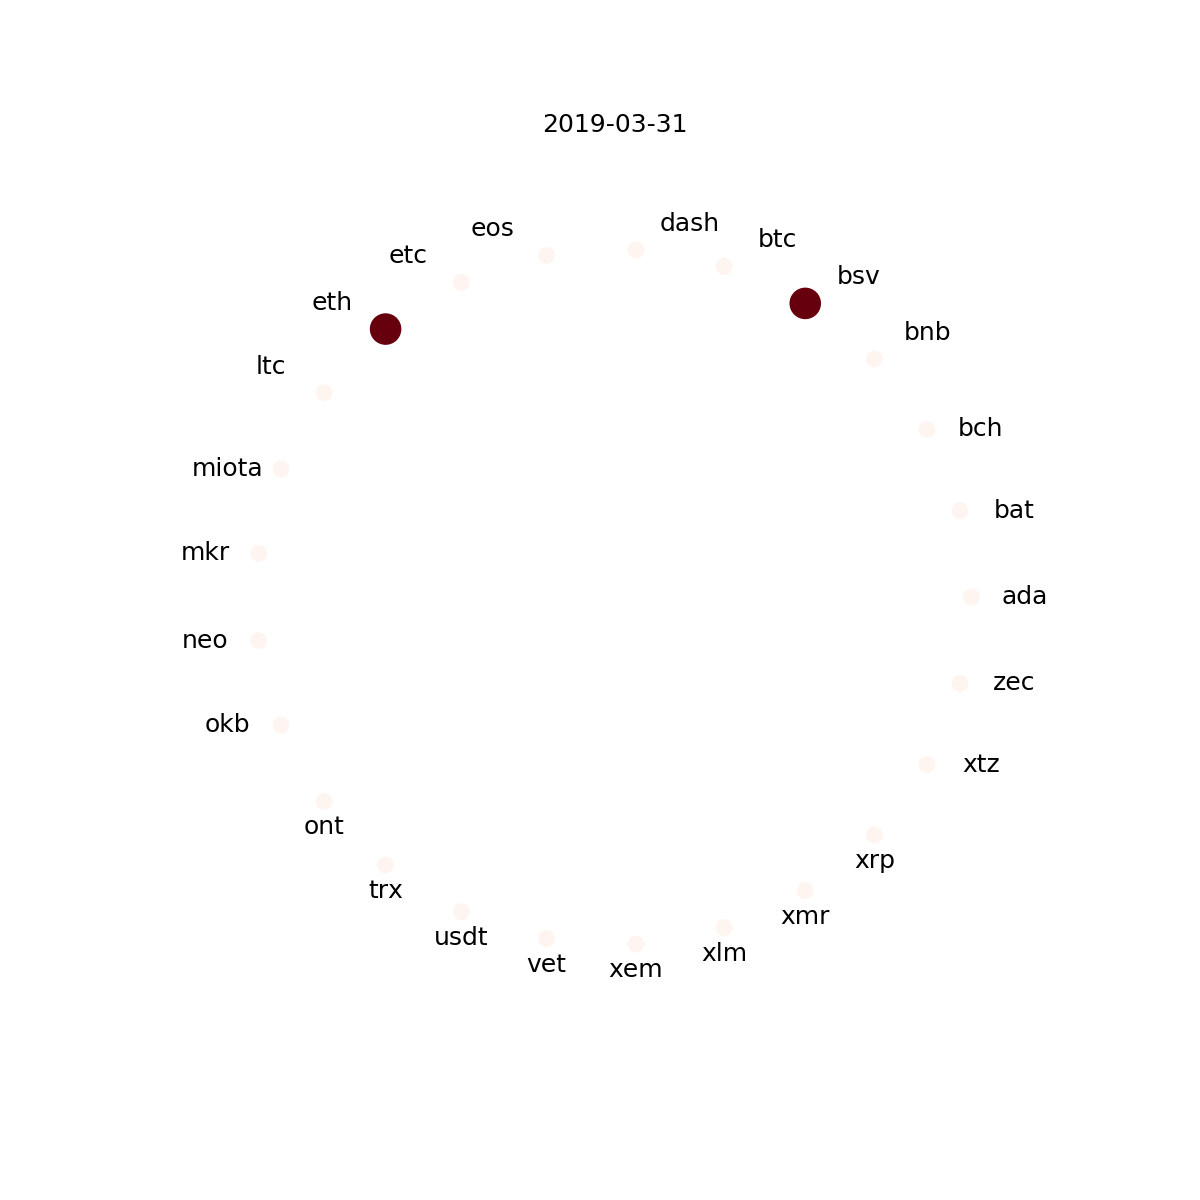 2019-03-31
dash
eos
btc
etc
bsv
eth
bnb
ltc
bch
miota
bat
mkr
ada
neo
zec
okb
xtz
ont
xrp
trx
xmr
usdt
xlm
vet
xem